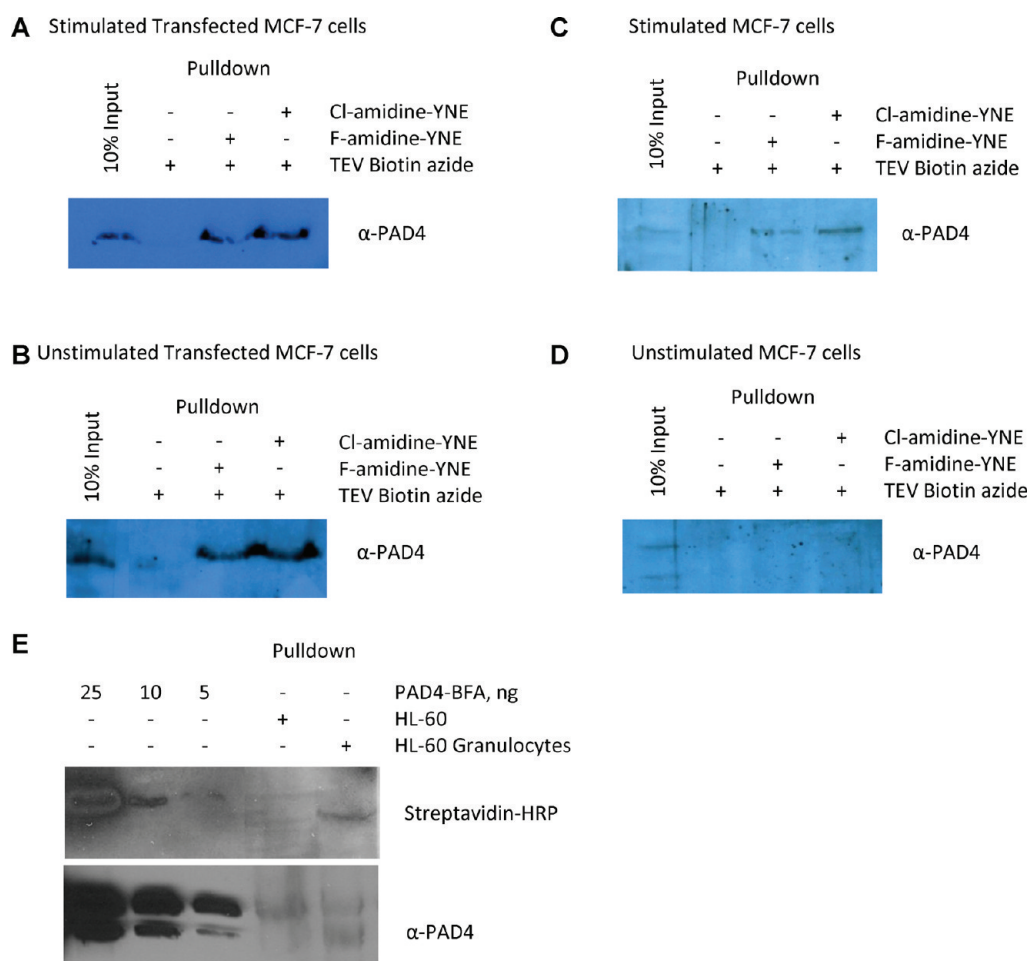 A Stimulated Transfected MCF-7 cells
Pulldown
10% Input
- - + Cl-amidine-YNE
- + - F-amidine-YNE
+ + + TEV Biotin azide
α-PAD4
B Unstimulated Transfected MCF-7 cells
Pulldown
10% Input
- - + Cl-amidine-YNE
- + - F-amidine-YNE
+ + + TEV Biotin azide
α-PAD4
C Stimulated MCF-7 cells
Pulldown
10% Input
- - + Cl-amidine-YNE
- + - F-amidine-YNE
+ + + TEV Biotin azide
α-PAD4
D Unstimulated MCF-7 cells
Pulldown
10% Input
- - + Cl-amidine-YNE
- + - F-amidine-YNE
+ + + TEV Biotin azide
α-PAD4
E
Pulldown
25 10 5 - - PAD4-BFA, ng
- - - + - HL-60
- - - - + HL-60 Granulocytes
Streptavidin-HRP
α-PAD4